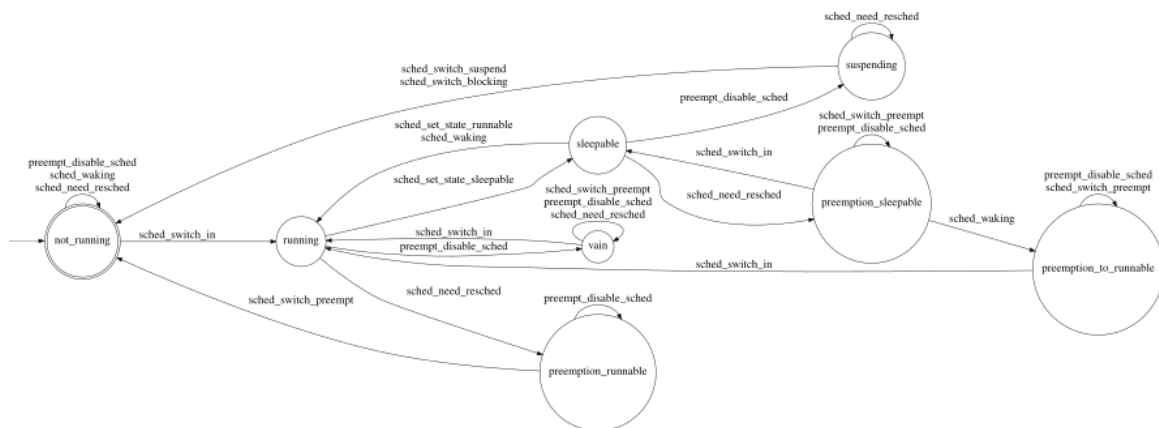 sched_need_resched
suspending
sched_switch_suspend
sched_switch_blocking
preempt_disable_sched
sched_set_state_runnable
sched_waking
sleepable
sched_switch_preempt
preempt_disable_sched
sched_switch_in
preempt_disable_sched
sched_waking
sched_need_resched
sched_set_state_sleepable
sched_switch_preempt
preempt_disable_sched
sched_need_resched
sched_need_resched
preemption_sleepable
preempt_disable_sched
sched_switch_preempt
sched_waking
not_running
sched_switch_in
running
sched_switch_in
preempt_disable_sched
vain
sched_switch_in
preemption_to_runnable
sched_switch_preempt
sched_need_resched
preempt_disable_sched
preemption_runnable